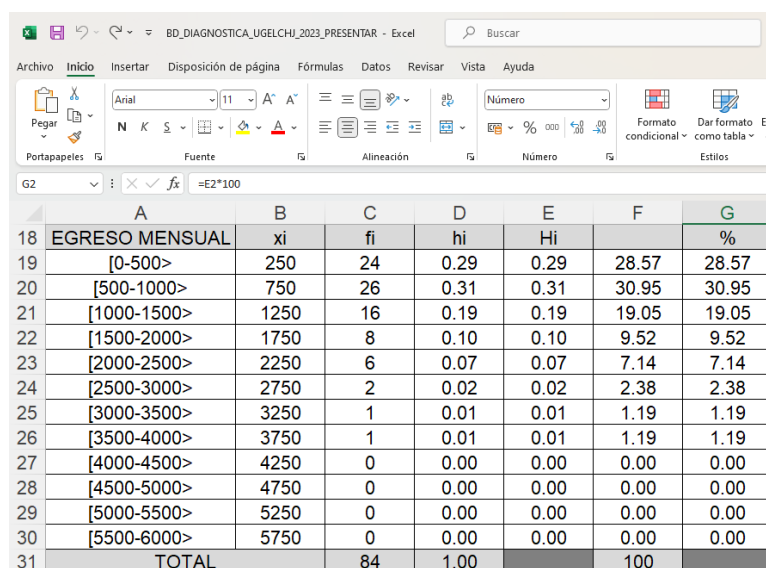 BD_DIAGNOSTICA_UGELCHJ_2023_PRESENTAR - Excel
Buscar
Archivo Inicio Insertar Disposición de página Fórmulas Datos Revisar Vista Ayuda
Arial 11 A^ A˅ ab Número
Pegar N K S A % 000 Formato condicional Dar formato como tabla E
Portapapeles Fuente Alineación Número Estilos
G2 fx =E2*100
A B C D E F G
18 EGRESO MENSUAL xi fi hi Hi %
19 [0-500> 250 24 0.29 0.29 28.57 28.57
20 [500-1000> 750 26 0.31 0.31 30.95 30.95
21 [1000-1500> 1250 16 0.19 0.19 19.05 19.05
22 [1500-2000> 1750 8 0.10 0.10 9.52 9.52
23 [2000-2500> 2250 6 0.07 0.07 7.14 7.14
24 [2500-3000> 2750 2 0.02 0.02 2.38 2.38
25 [3000-3500> 3250 1 0.01 0.01 1.19 1.19
26 [3500-4000> 3750 1 0.01 0.01 1.19 1.19
27 [4000-4500> 4250 0 0.00 0.00 0.00 0.00
28 [4500-5000> 4750 0 0.00 0.00 0.00 0.00
29 [5000-5500> 5250 0 0.00 0.00 0.00 0.00
30 [5500-6000> 5750 0 0.00 0.00 0.00 0.00
31 TOTAL 84 1.00 100